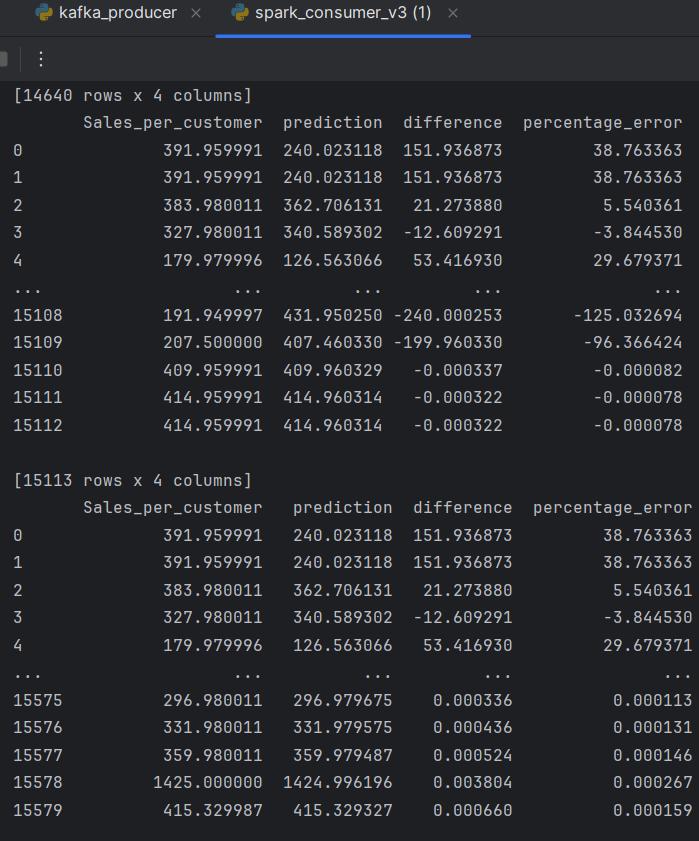 kafka_producer × spark_consumer_v3 (1) ×
[14640 rows x 4 columns]
Sales_per_customer prediction difference percentage_error
0 391.959991 240.023118 151.936873 38.763363
1 391.959991 240.023118 151.936873 38.763363
2 383.980011 362.706131 21.273880 5.540361
3 327.980011 340.589302 -12.609291 -3.844530
4 179.979996 126.563066 53.416930 29.679371
... ... ... ... ...
15108 191.949997 431.950250 -240.000253 -125.032694
15109 207.500000 407.460330 -199.960330 -96.366424
15110 409.959991 409.960329 -0.000337 -0.000082
15111 414.959991 414.960314 -0.000322 -0.000078
15112 414.959991 414.960314 -0.000322 -0.000078
[15113 rows x 4 columns]
Sales_per_customer prediction difference percentage_error
0 391.959991 240.023118 151.936873 38.763363
1 391.959991 240.023118 151.936873 38.763363
2 383.980011 362.706131 21.273880 5.540361
3 327.980011 340.589302 -12.609291 -3.844530
4 179.979996 126.563066 53.416930 29.679371
... ... ... ... ...
15575 296.980011 296.979675 0.000336 0.000113
15576 331.980011 331.979575 0.000436 0.000131
15577 359.980011 359.979487 0.000524 0.000146
15578 1425.000000 1424.996196 0.003804 0.000267
15579 415.329987 415.329327 0.000660 0.000159